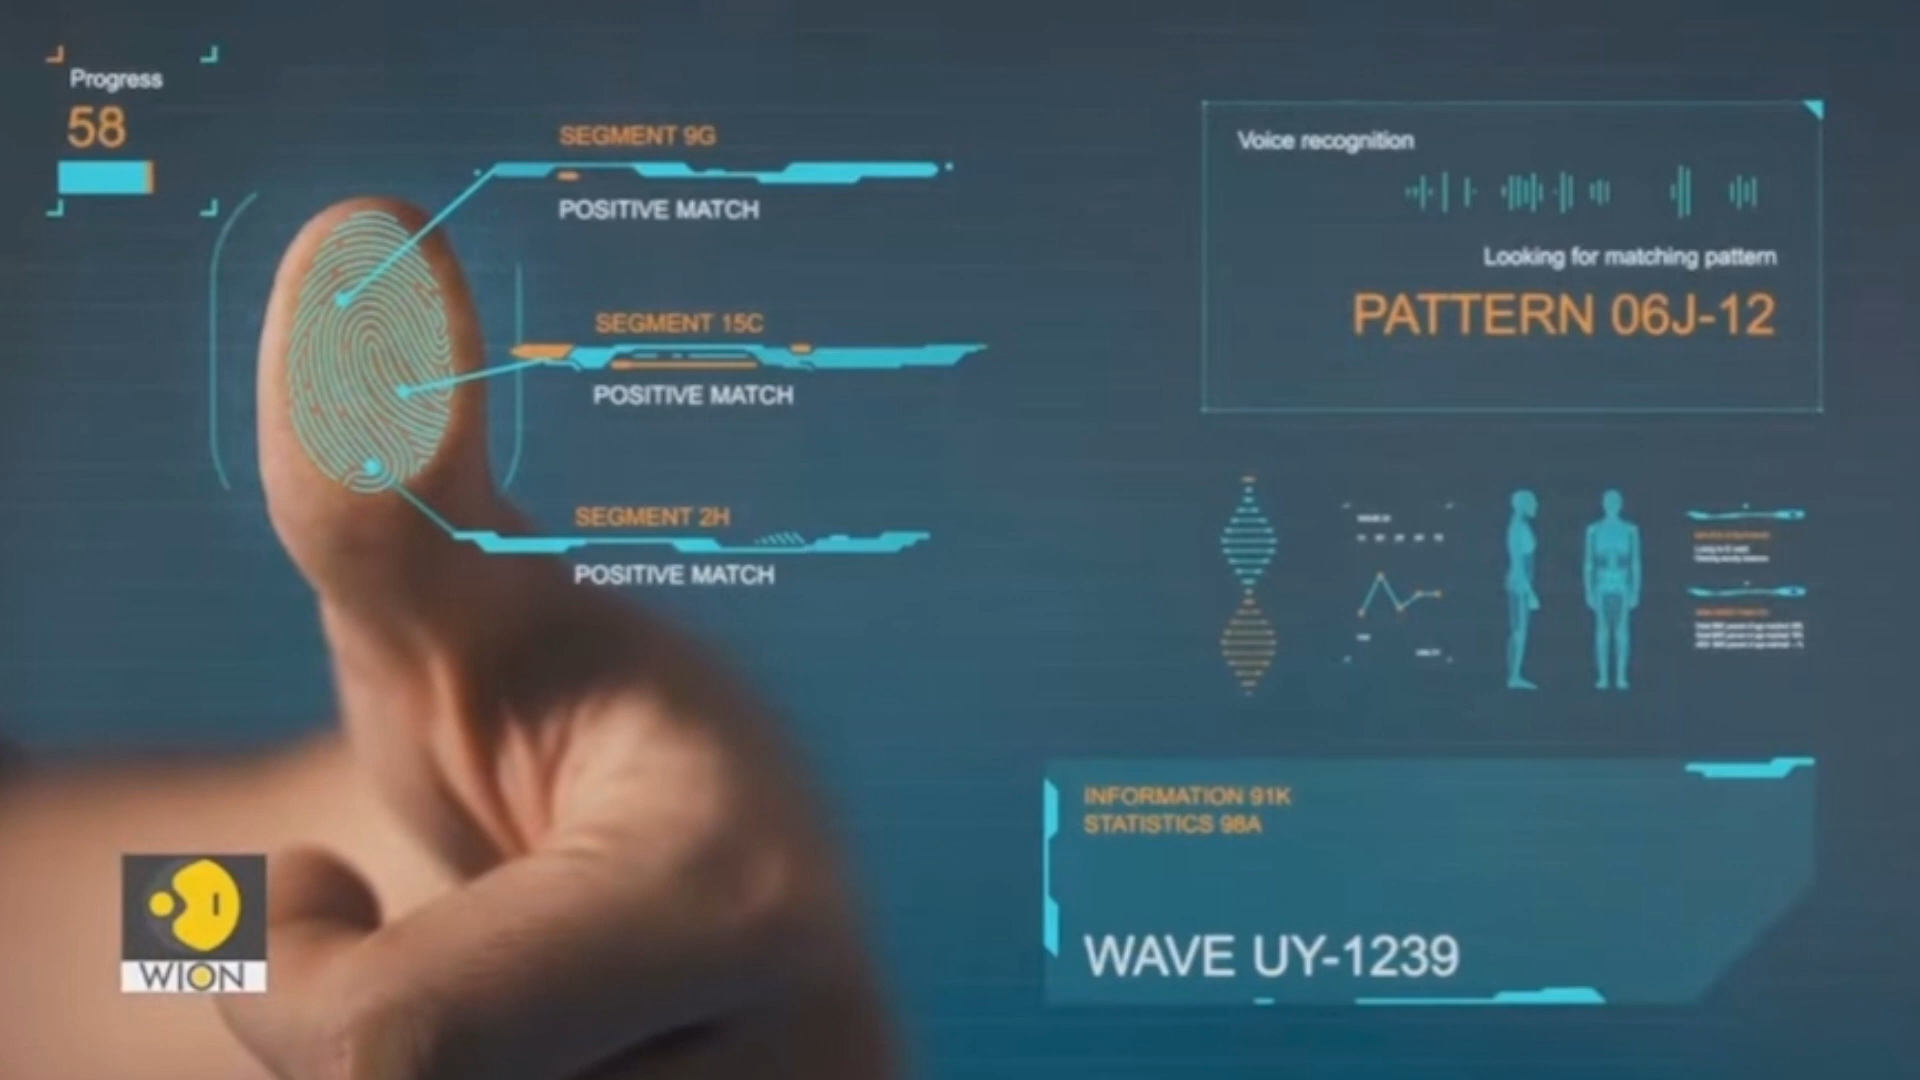 Progress
58
SEGMENT 9G
POSITIVE MATCH
SEGMENT 15C
POSITIVE MATCH
SEGMENT 2H
POSITIVE MATCH
Voice recognition
Looking for matching pattern
PATTERN 06J-12
INFORMATION 91K
STATISTICS 98A
WAVE UY-1239
WION